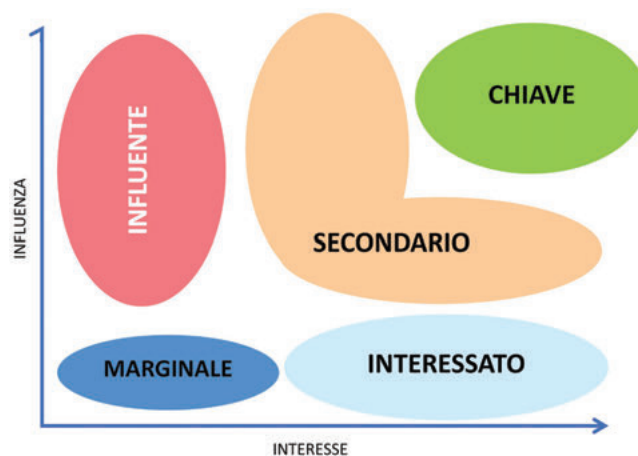 INFLUENZA
INFLUENTE
CHIAVE
SECONDARIO
MARGINALE
INTERESSATO
INTERESSE